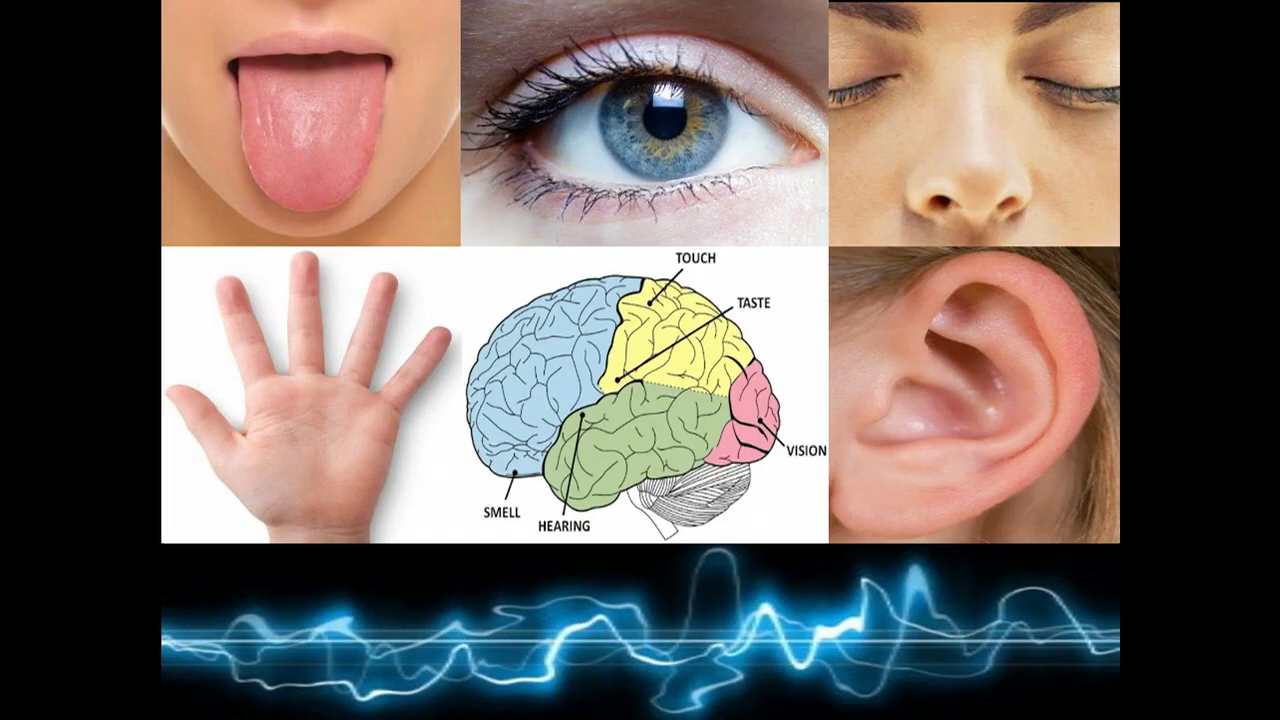 TOUCH
TASTE
VISION
SMELL
HEARING